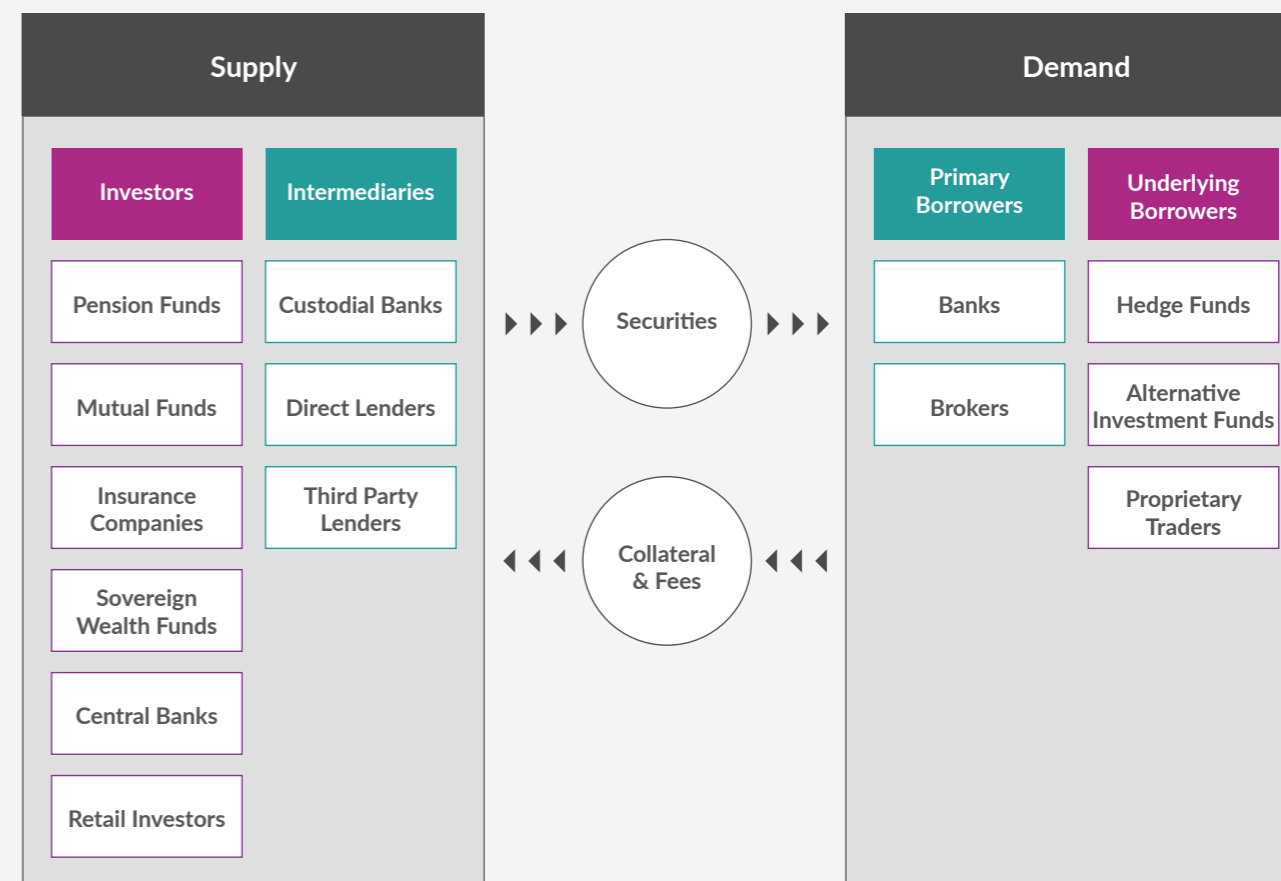 Supply
Investors
Intermediaries
Pension Funds
Custodial Banks
Mutual Funds
Direct Lenders
Insurance
Companies
Third Party
Lenders
Sovereign
Wealth Funds
Central Banks
Retail Investors
Securities
Collateral
& Fees
Demand
Primary
Borrowers
Underlying
Borrowers
Banks
Hedge Funds
Brokers
Alternative
Investment Funds
Proprietary
Traders